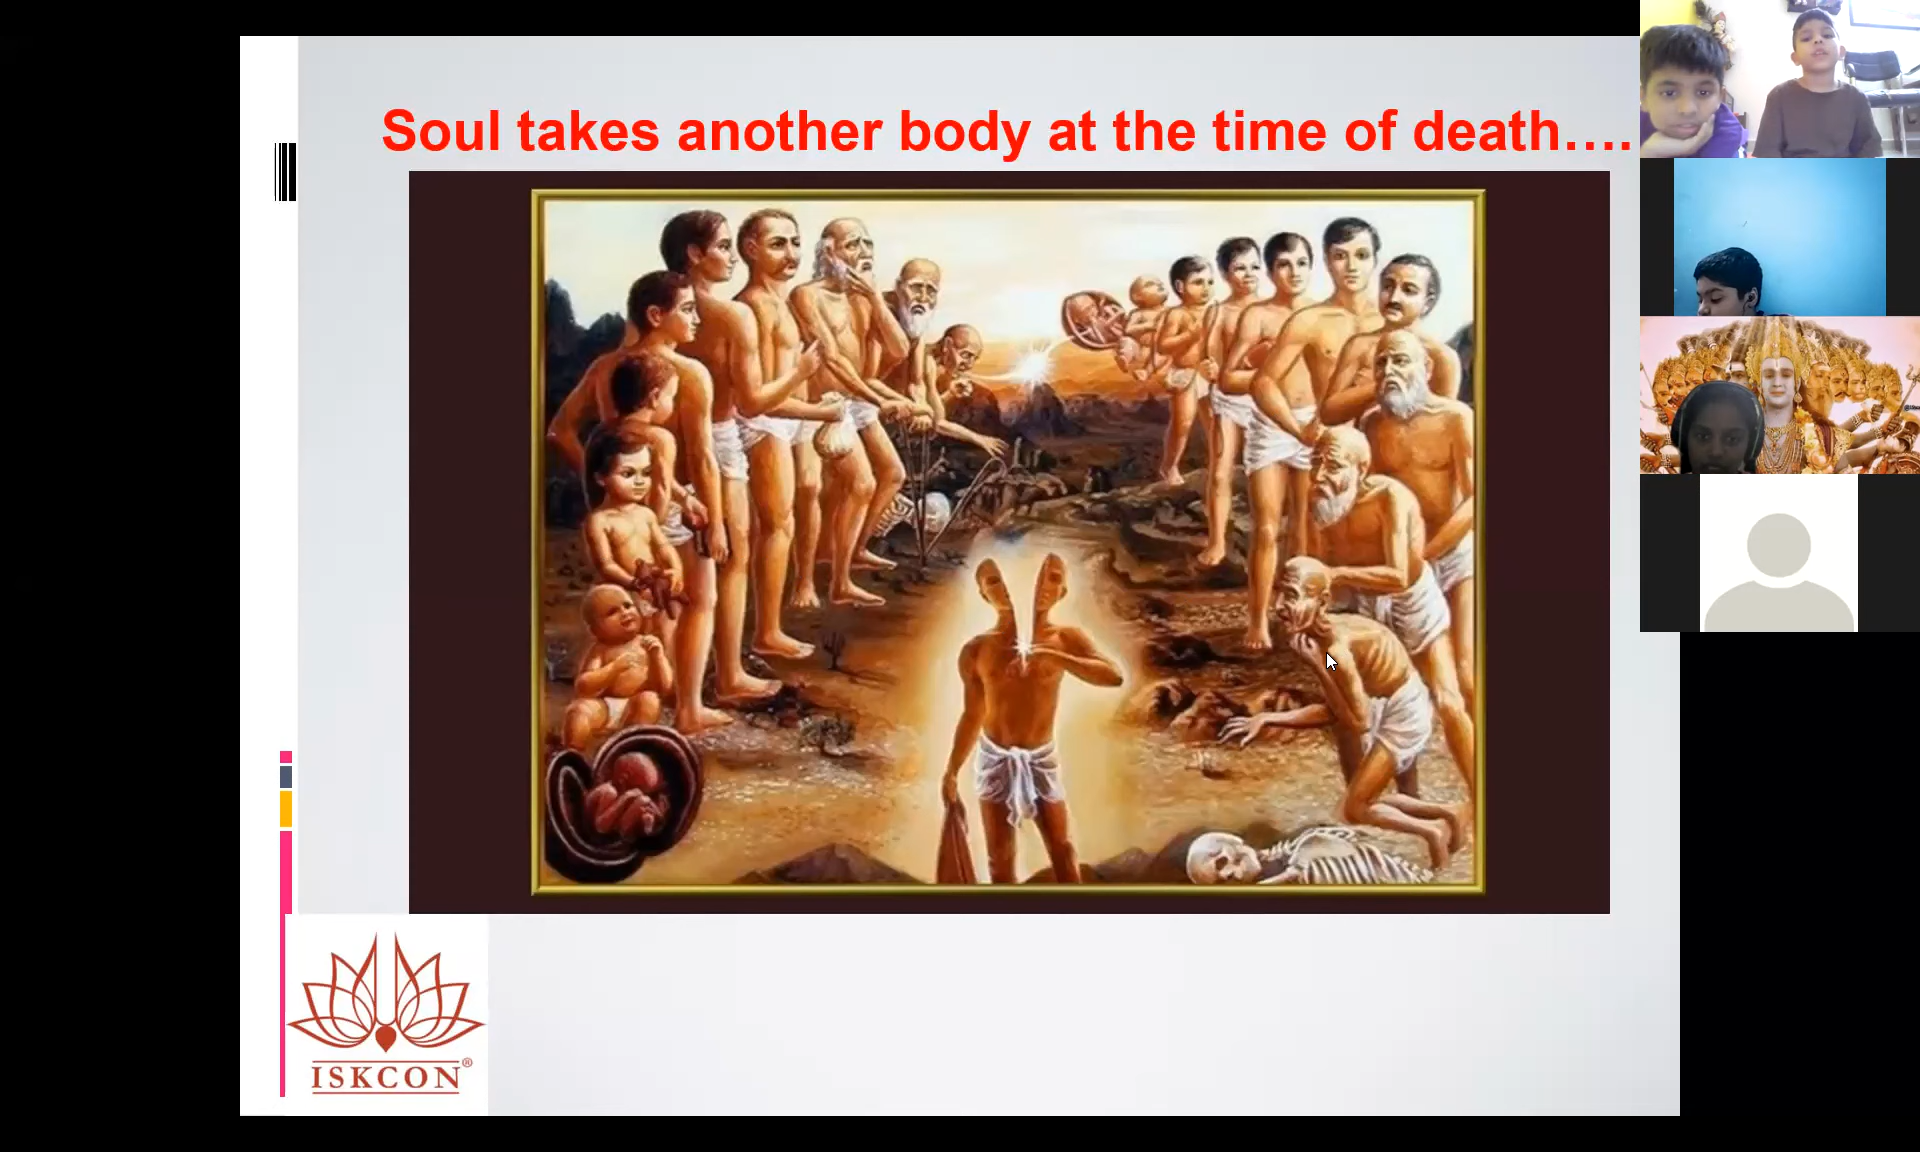 Soul takes another body at the time of death….
ISKCON®